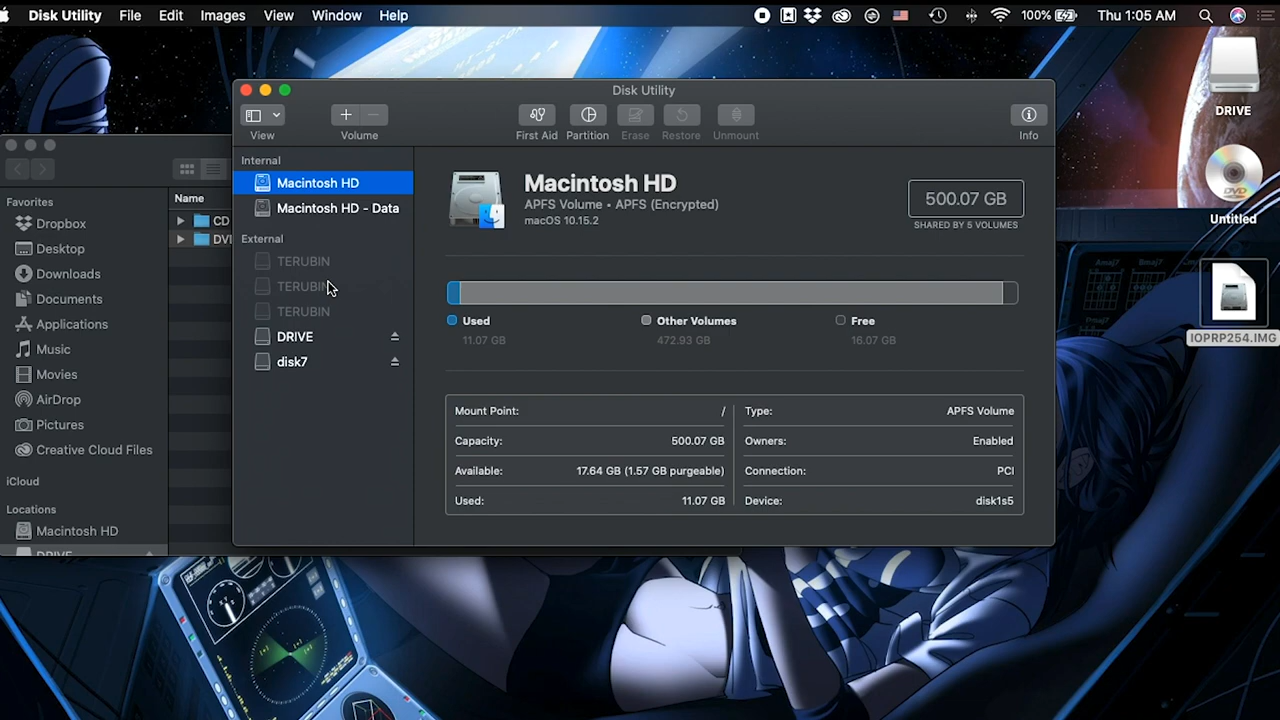 Disk Utility File Edit Images View Window Help 100% Thu 1:05 AM
Disk Utility
View Volume First Aid Partition Erase Restore Unmount Info
Internal
Macintosh HD
Macintosh HD - Data
External
TERUBIN
TERUBIN
TERUBIN
DRIVE
disk7
Macintosh HD
APFS Volume • APFS (Encrypted)
macOS 10.15.2
500.07 GB
SHARED BY 5 VOLUMES
Used
11.07 GB
Other Volumes
472.93 GB
Free
16.07 GB
Mount Point: /
Capacity: 500.07 GB
Available: 17.64 GB (1.57 GB purgeable)
Used: 11.07 GB
Type: APFS Volume
Owners: Enabled
Connection: PCI
Device: disk1s5
Favorites
Dropbox
Desktop
Downloads
Documents
Applications
Music
Movies
AirDrop
Pictures
Creative Cloud Files
iCloud
Locations
Macintosh HD
DRIVE
Name
CD
DVI
DRIVE
DVD
Untitled
IOPRP254.IMG
Amaj7 Bmaj7